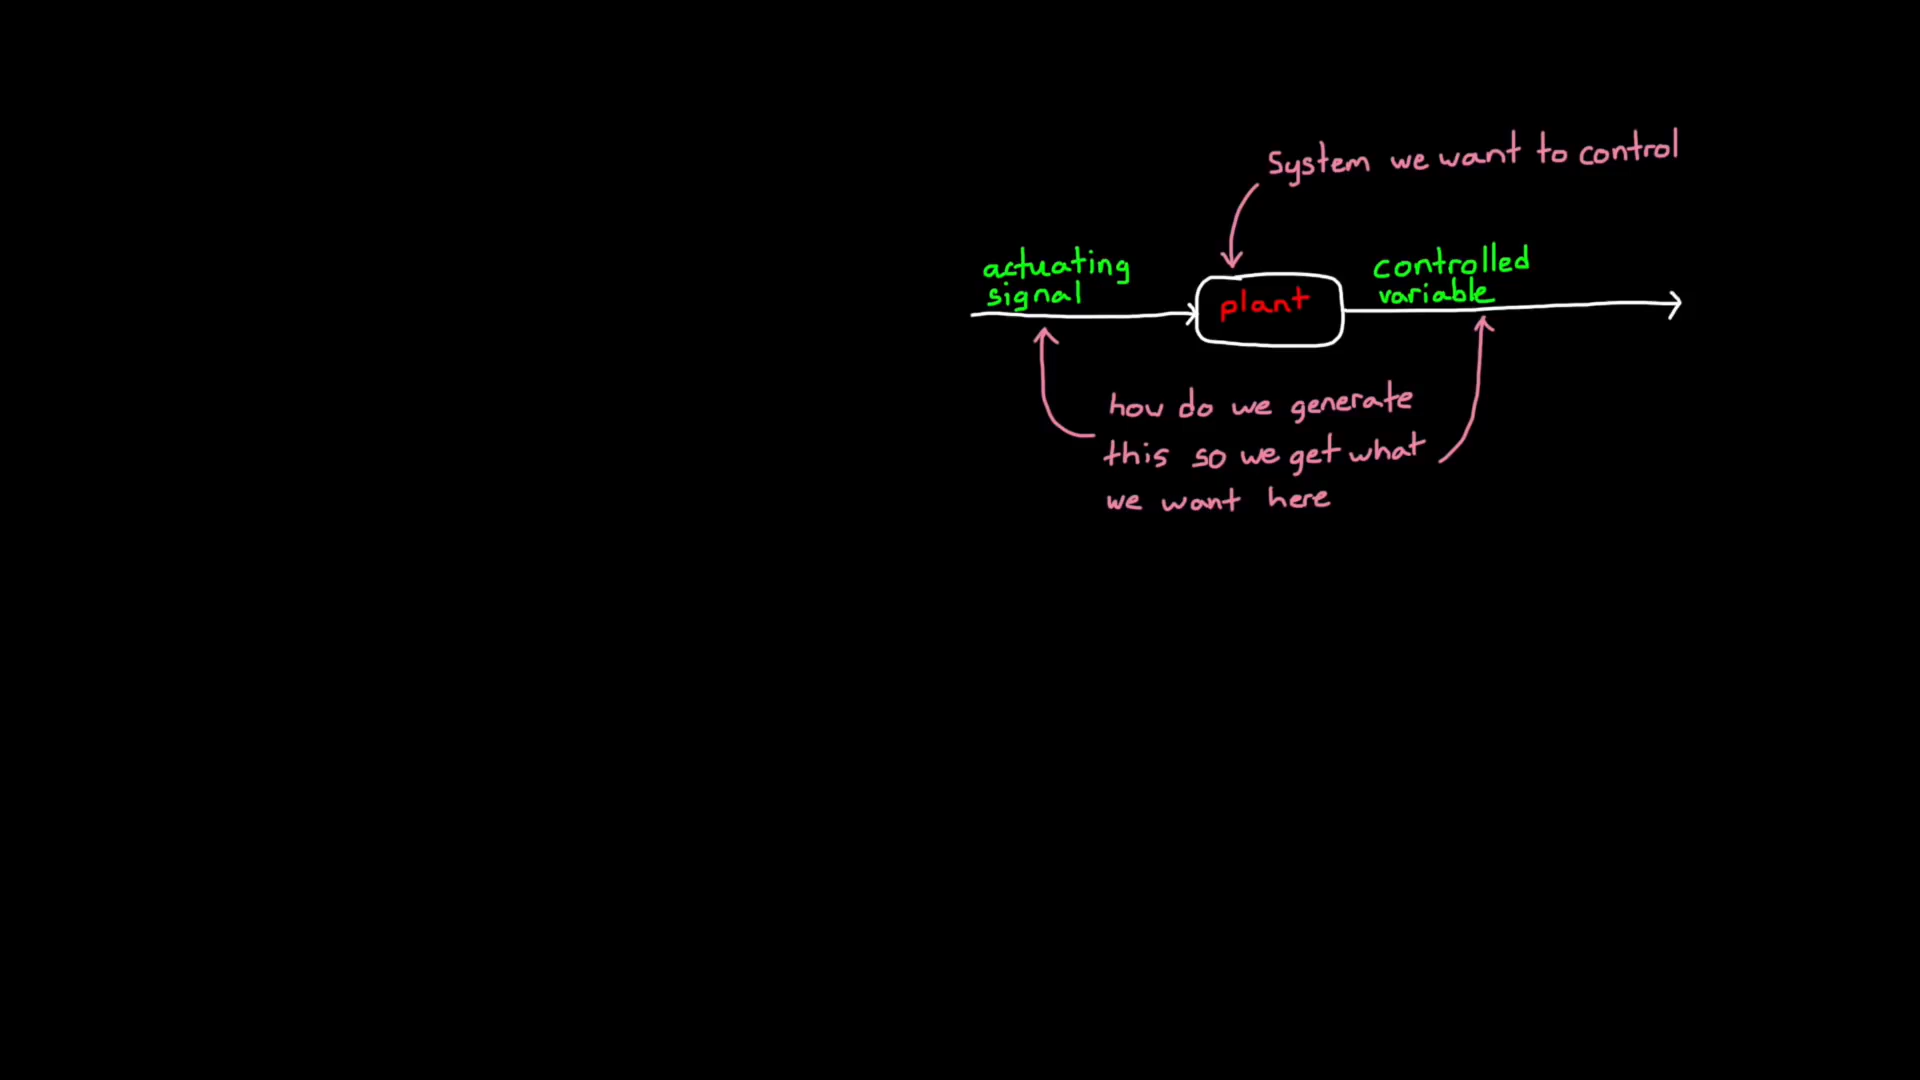 System we want to control
actuating
signal
plant
controlled
variable
how do we generate
this so we get what
we want here